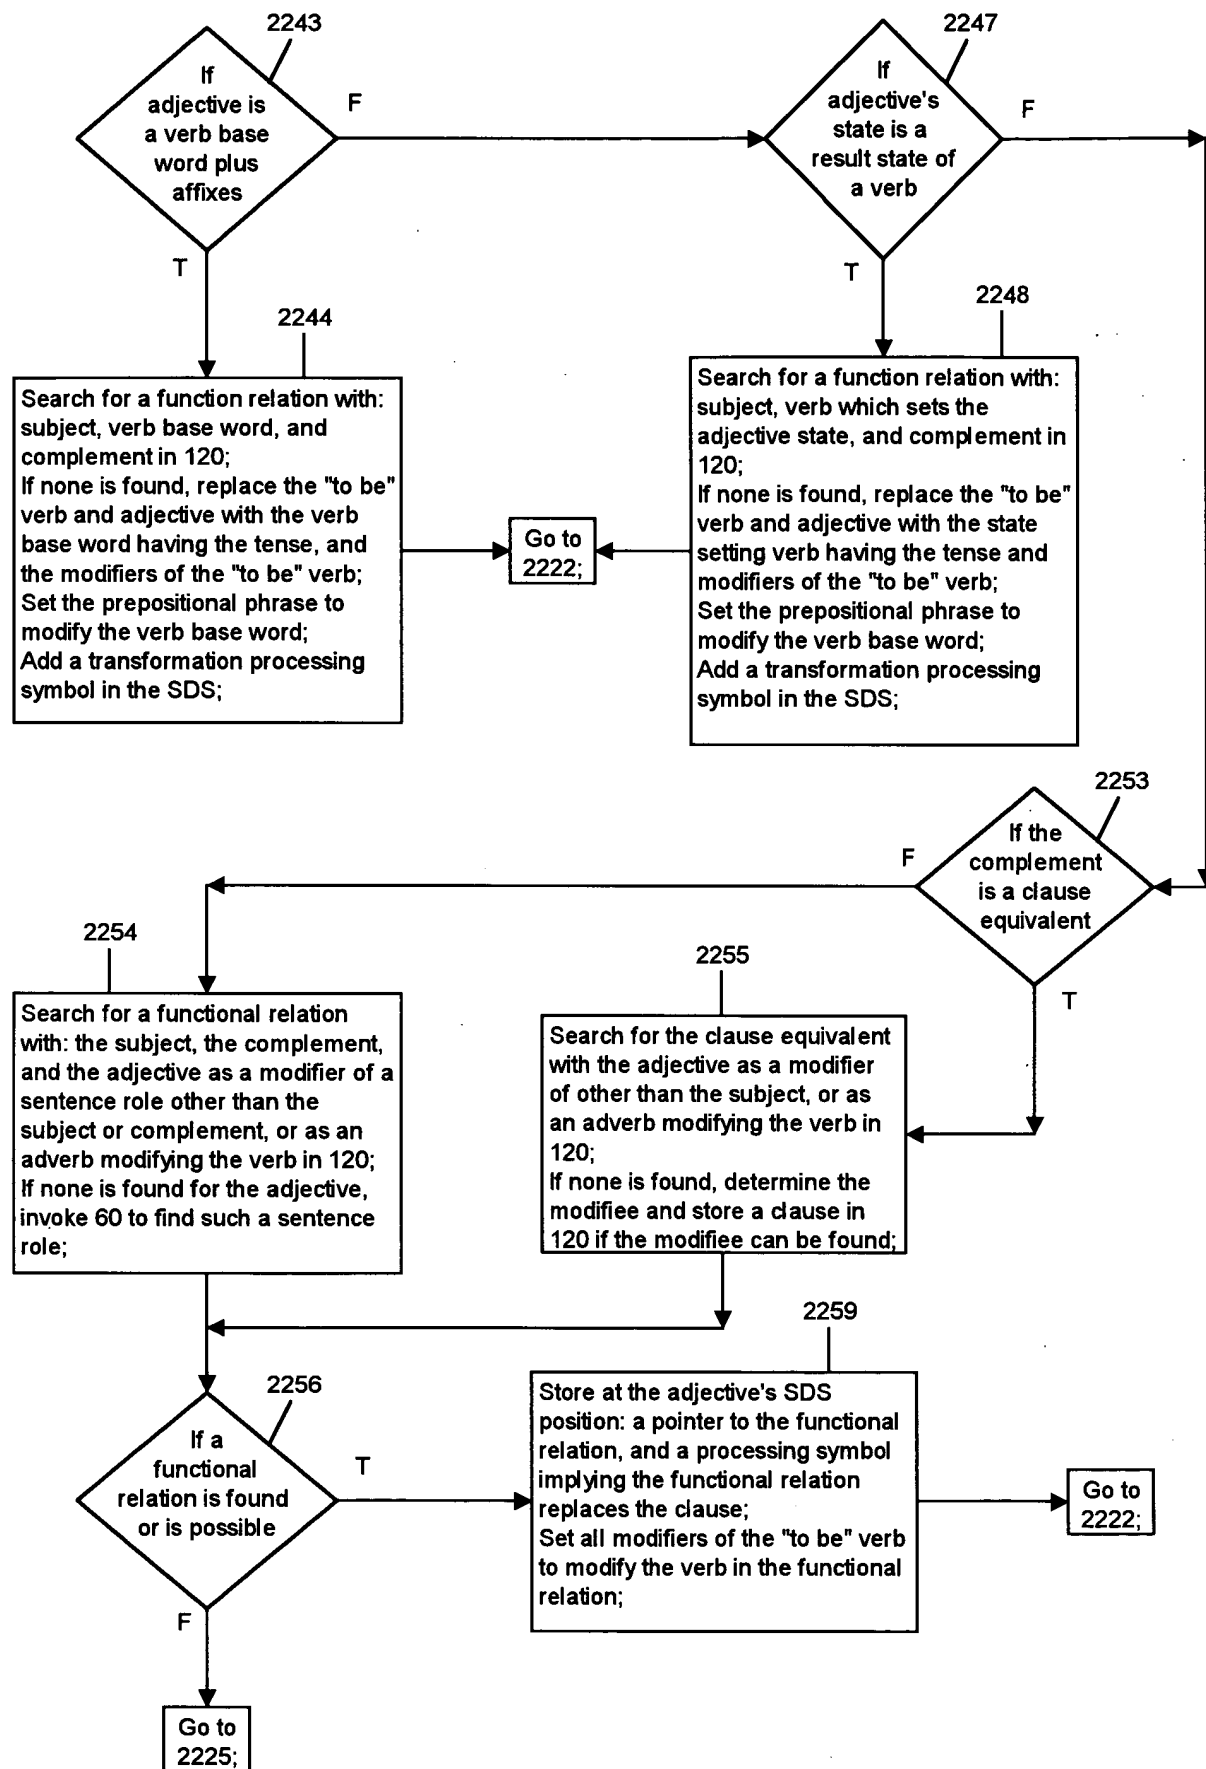 2243
If
adjective is
a verb base
word plus
affixes
F
T
2247
If
adjective's
state is a
result state of
a verb
F
T
2244
Search for a function relation with:
subject, verb base word, and
complement in 120;
If none is found, replace the "to be"
verb and adjective with the verb
base word having the tense, and
the modifiers of the "to be" verb;
Set the prepositional phrase to
modify the verb base word;
Add a transformation processing
symbol in the SDS;
Go to
2222;
2248
Search for a function relation with:
subject, verb which sets the
adjective state, and complement in
120;
If none is found, replace the "to be"
verb and adjective with the state
setting verb having the tense and
modifiers of the "to be" verb;
Set the prepositional phrase to
modify the verb base word;
Add a transformation processing
symbol in the SDS;
2253
If the
complement
is a clause
equivalent
F
T
2254
Search for a functional relation
with: the subject, the complement,
and the adjective as a modifier of a
sentence role other than the
subject or complement, or as an
adverb modifying the verb in 120;
If none is found for the adjective,
invoke 60 to find such a sentence
role;
2255
Search for the clause equivalent
with the adjective as a modifier
of other than the subject, or as
an adverb modifying the verb in
120;
If none is found, determine the
modifiee and store a clause in
120 if the modifiee can be found;
2256
If a
functional
relation is found
or is possible
T
F
2259
Store at the adjective's SDS
position: a pointer to the functional
relation, and a processing symbol
implying the functional relation
replaces the clause;
Set all modifiers of the "to be" verb
to modify the verb in the functional
relation;
Go to
2222;
Go to
2225;